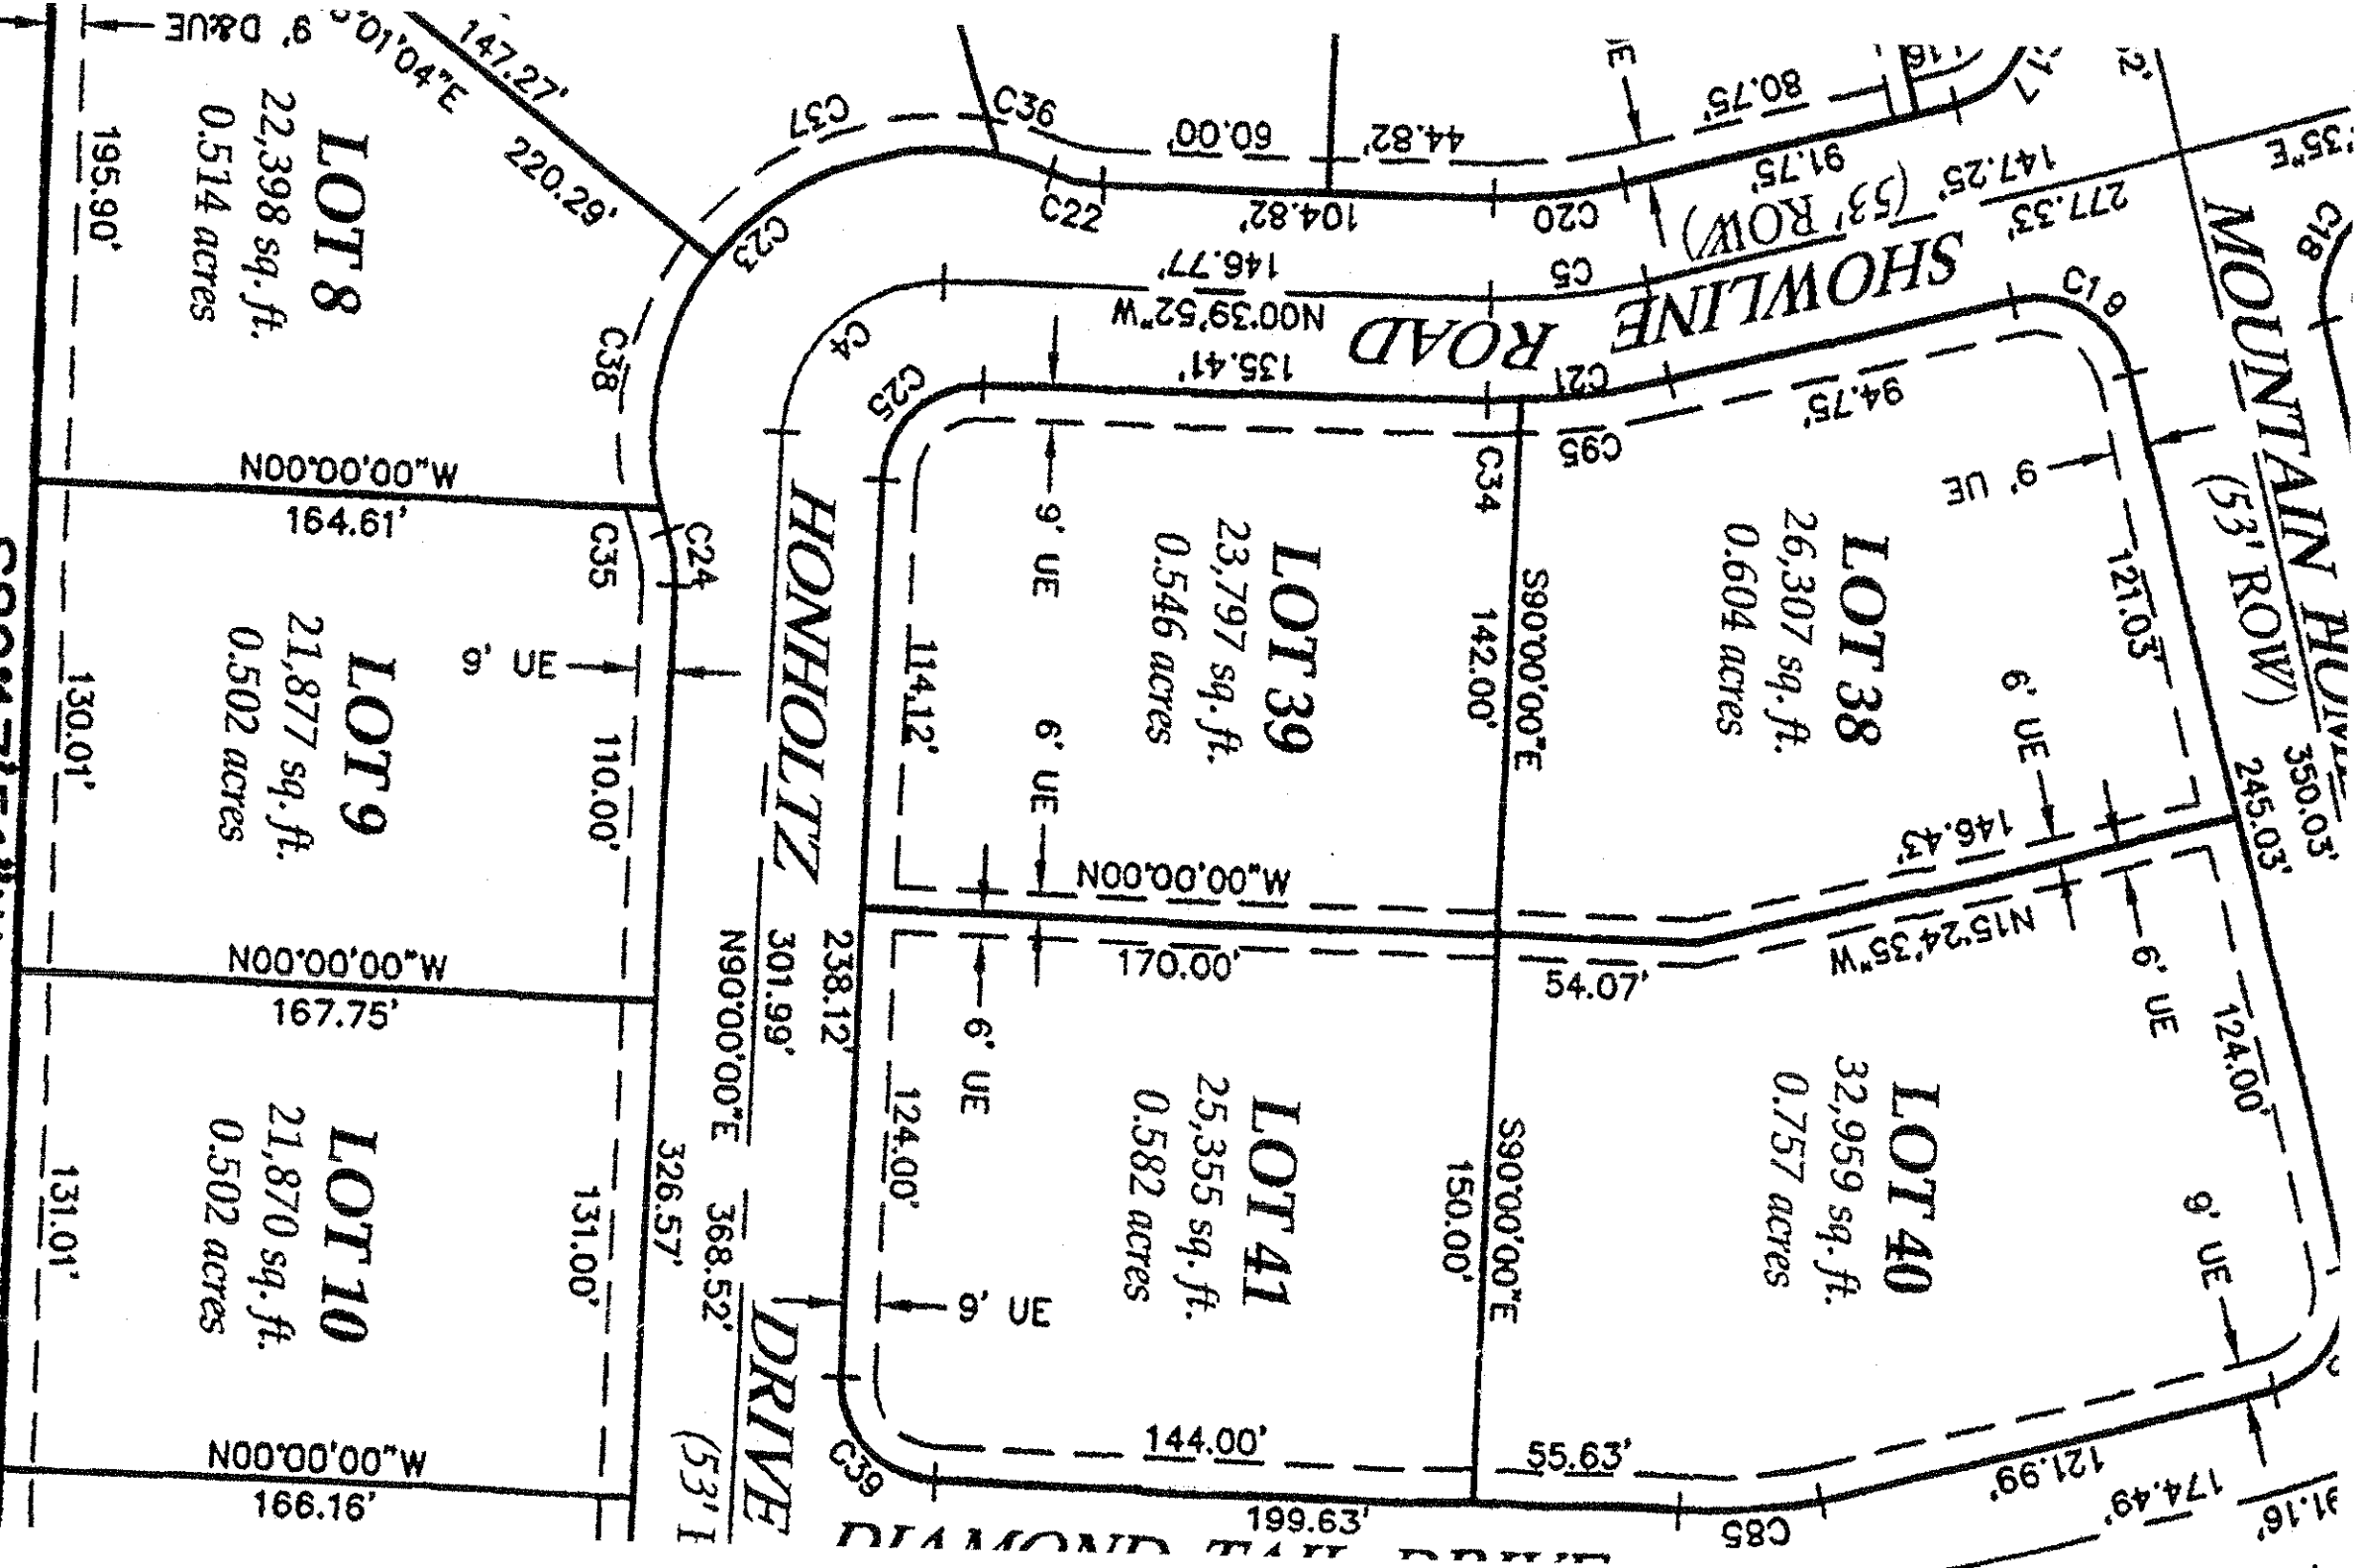 9' D&UE
01'04"E
147.27'
220.29'
LOT 8
22,398 sq. ft.
0.514 acres
195.90'
N00°00'00"W
164.61'
C37
C36
C23
C38
C22
60.00'
44.82'
104.82'
80.75'
91.75'
C20
UE
(53' ROW)
147.25'
277.33'
SHOWLINE
ROAD
146.77'
N00°39'52"W
135.41'
C5
C4
C25
C21
C95
C34
94.75'
C18
MOUNTAIN
(53' ROW)
350.03'
245.03'
C35
C24
LOT 9
21,877 sq. ft.
0.502 acres
130.01'
110.00'
9' UE
N00°00'00"W
167.75'
HONHOLTZ
DRIVE
238.12'
301.99'
N90°00'00"E
326.57'
368.52'
LOT 10
21,870 sq. ft.
0.502 acres
131.01'
131.00'
N00°00'00"W
166.16'
LOT 39
23,797 sq. ft.
0.546 acres
9' UE
6' UE
114.12'
N00°00'00"W
170.00'
S90°00'00"E
142.00'
LOT 38
26,307 sq. ft.
0.604 acres
9' UE
6' UE
121.03'
146.43'
N15°24'35"W
54.07'
6' UE
LOT 41
25,355 sq. ft.
0.582 acres
6' UE
9' UE
124.00'
144.00'
C39
S90°00'00"E
150.00'
LOT 40
32,959 sq. ft.
0.757 acres
124.00'
9' UE
55.63'
121.99'
174.49'
91.16'
199.63'
C85
DIAMOND TAIL DRIVE